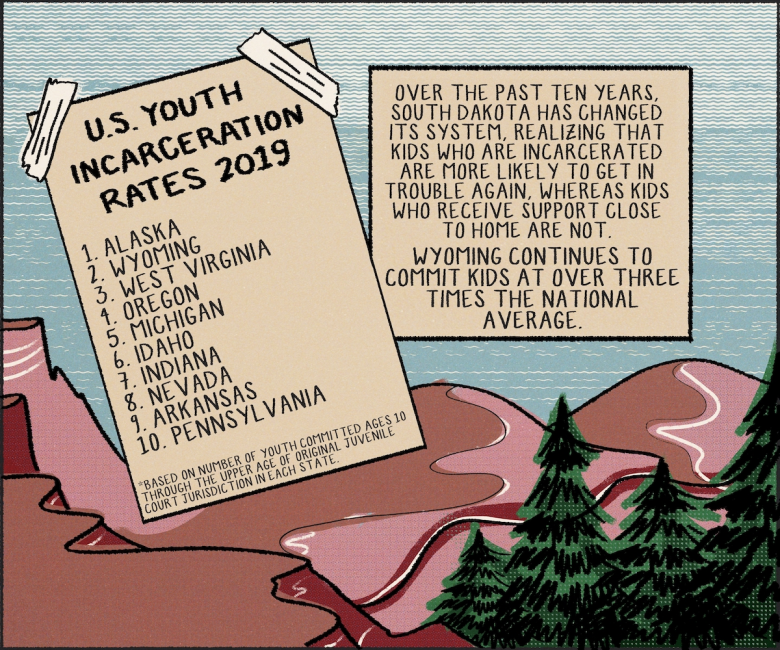 U.S. YOUTH
INCARCERATION
RATES 2019
1. ALASKA
2. WYOMING
3. WEST VIRGINIA
4. OREGON
5. MICHIGAN
6. IDAHO
7. INDIANA
8. NEVADA
9. ARKANSAS
10. PENNSYLVANIA
*BASED ON NUMBER OF YOUTH COMMITTED AGES 10
THROUGH THE UPPER AGE OF ORIGINAL JUVENILE
COURT JURISDICTION IN EACH STATE.
OVER THE PAST TEN YEARS,
SOUTH DAKOTA HAS CHANGED
ITS SYSTEM, REALIZING THAT
KIDS WHO ARE INCARCERATED
ARE MORE LIKELY TO GET IN
TROUBLE AGAIN, WHEREAS KIDS
WHO RECEIVE SUPPORT CLOSE
TO HOME ARE NOT.
WYOMING CONTINUES TO
COMMIT KIDS AT OVER THREE
TIMES THE NATIONAL
AVERAGE.